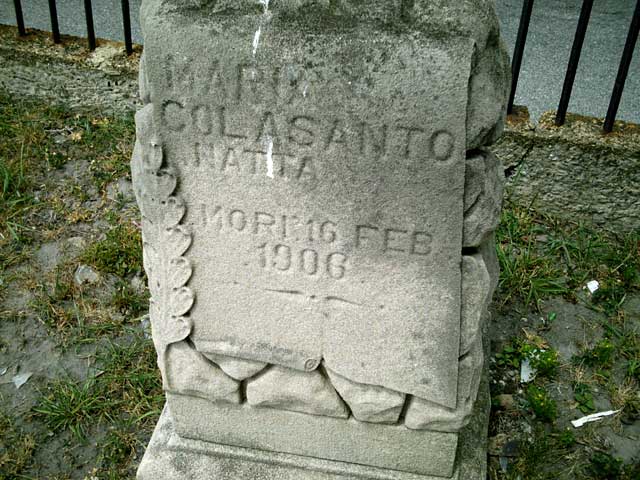 MARIA
COLASANTO
NATTA
MORI 16 FEB
1906